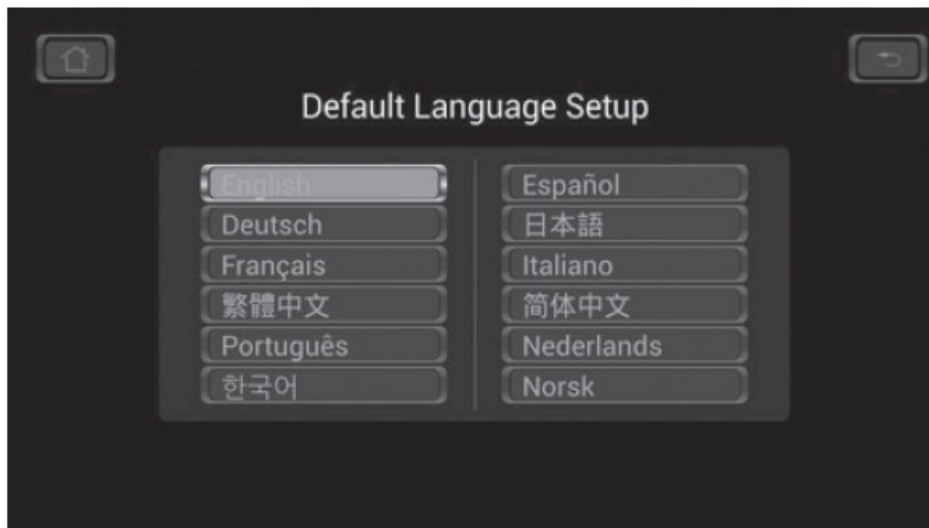 Default Language Setup
English
Deutsch
Français
繁體中文
Português
한국어
Español
日本語
Italiano
简体中文
Nederlands
Norsk